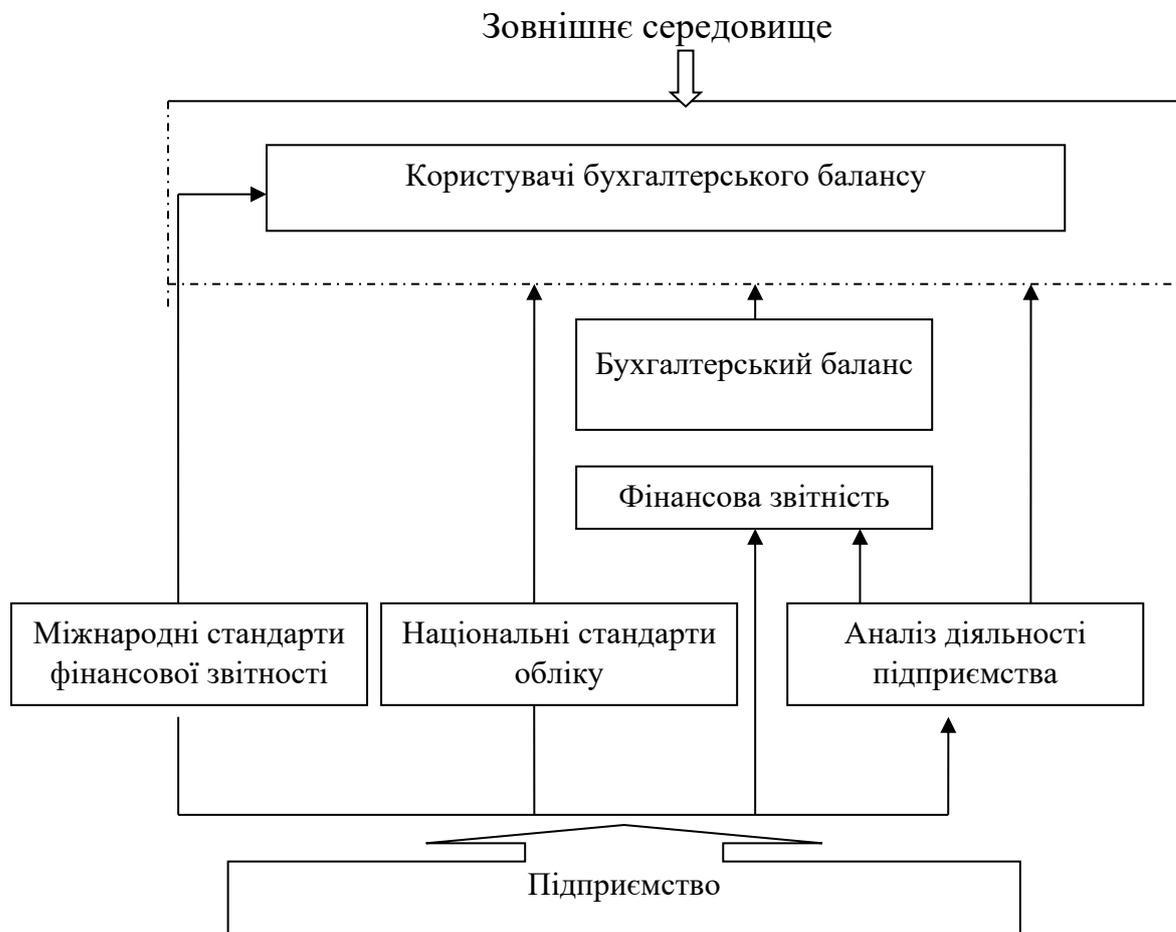 Зовнішнє середовище
Користувачі бухгалтерського балансу
Бухгалтерський баланс
Фінансова звітність
Міжнародні стандарти
фінансової звітності
Національні стандарти
обліку
Аналіз діяльності
підприємства
Підприємство